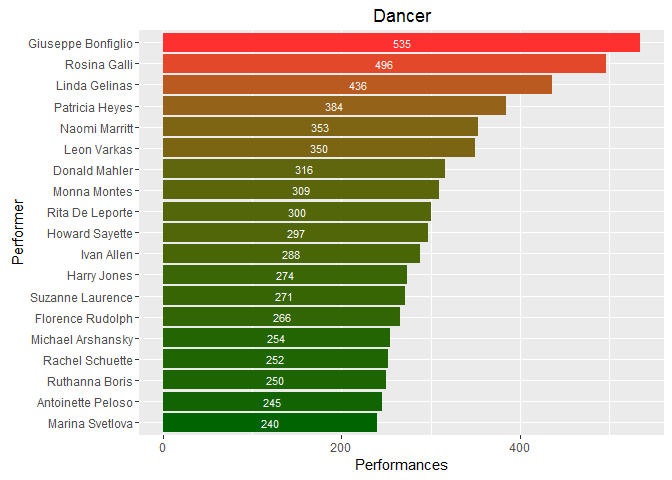 Dancer
Performer
Giuseppe Bonfiglio 535
Rosina Galli 496
Linda Gelinas 436
Patricia Heyes 384
Naomi Marritt 353
Leon Varkas 350
Donald Mahler 316
Monna Montes 309
Rita De Leporte 300
Howard Sayette 297
Ivan Allen 288
Harry Jones 274
Suzanne Laurence 271
Florence Rudolph 266
Michael Arshansky 254
Rachel Schuette 252
Ruthanna Boris 250
Antoinette Peloso 245
Marina Svetlova 240
0 200 400
Performances